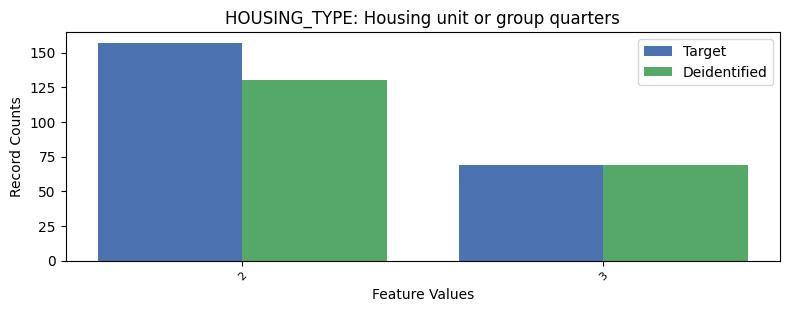 HOUSING_TYPE: Housing unit or group quarters
Target
Deidentified
Record Counts
150
125
100
75
50
25
0
2
3
Feature Values